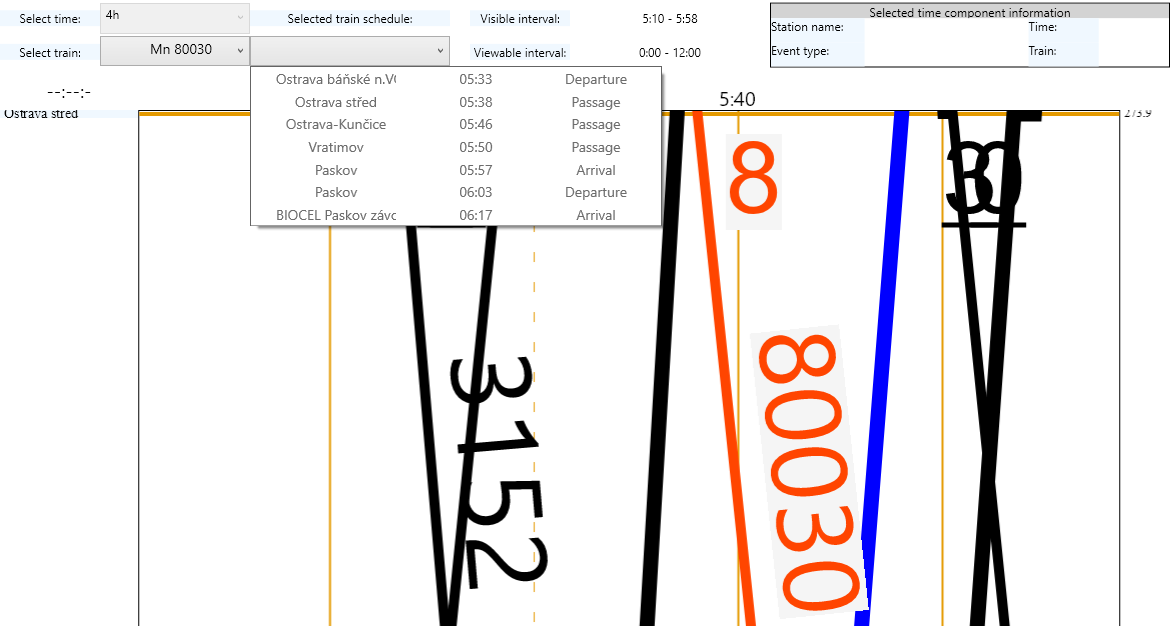 Select time:
4h
Selected train schedule:
Visible interval:
5:10 - 5:58
Selected time component information
Station name:
Time:
Select train:
Mn 80030
Viewable interval:
0:00 - 12:00
Event type:
Train:
--:--:-
Ostrava báňské n.
05:33
Departure
Ostrava střed
05:38
Passage
Ostrava-Kunčice
05:46
Passage
Vratimov
05:50
Passage
Paskov
05:57
Arrival
Paskov
06:03
Departure
BIOCEL Paskov závo
06:17
Arrival
5:40
Ostrava střed
273.9
8
30
3152
80030